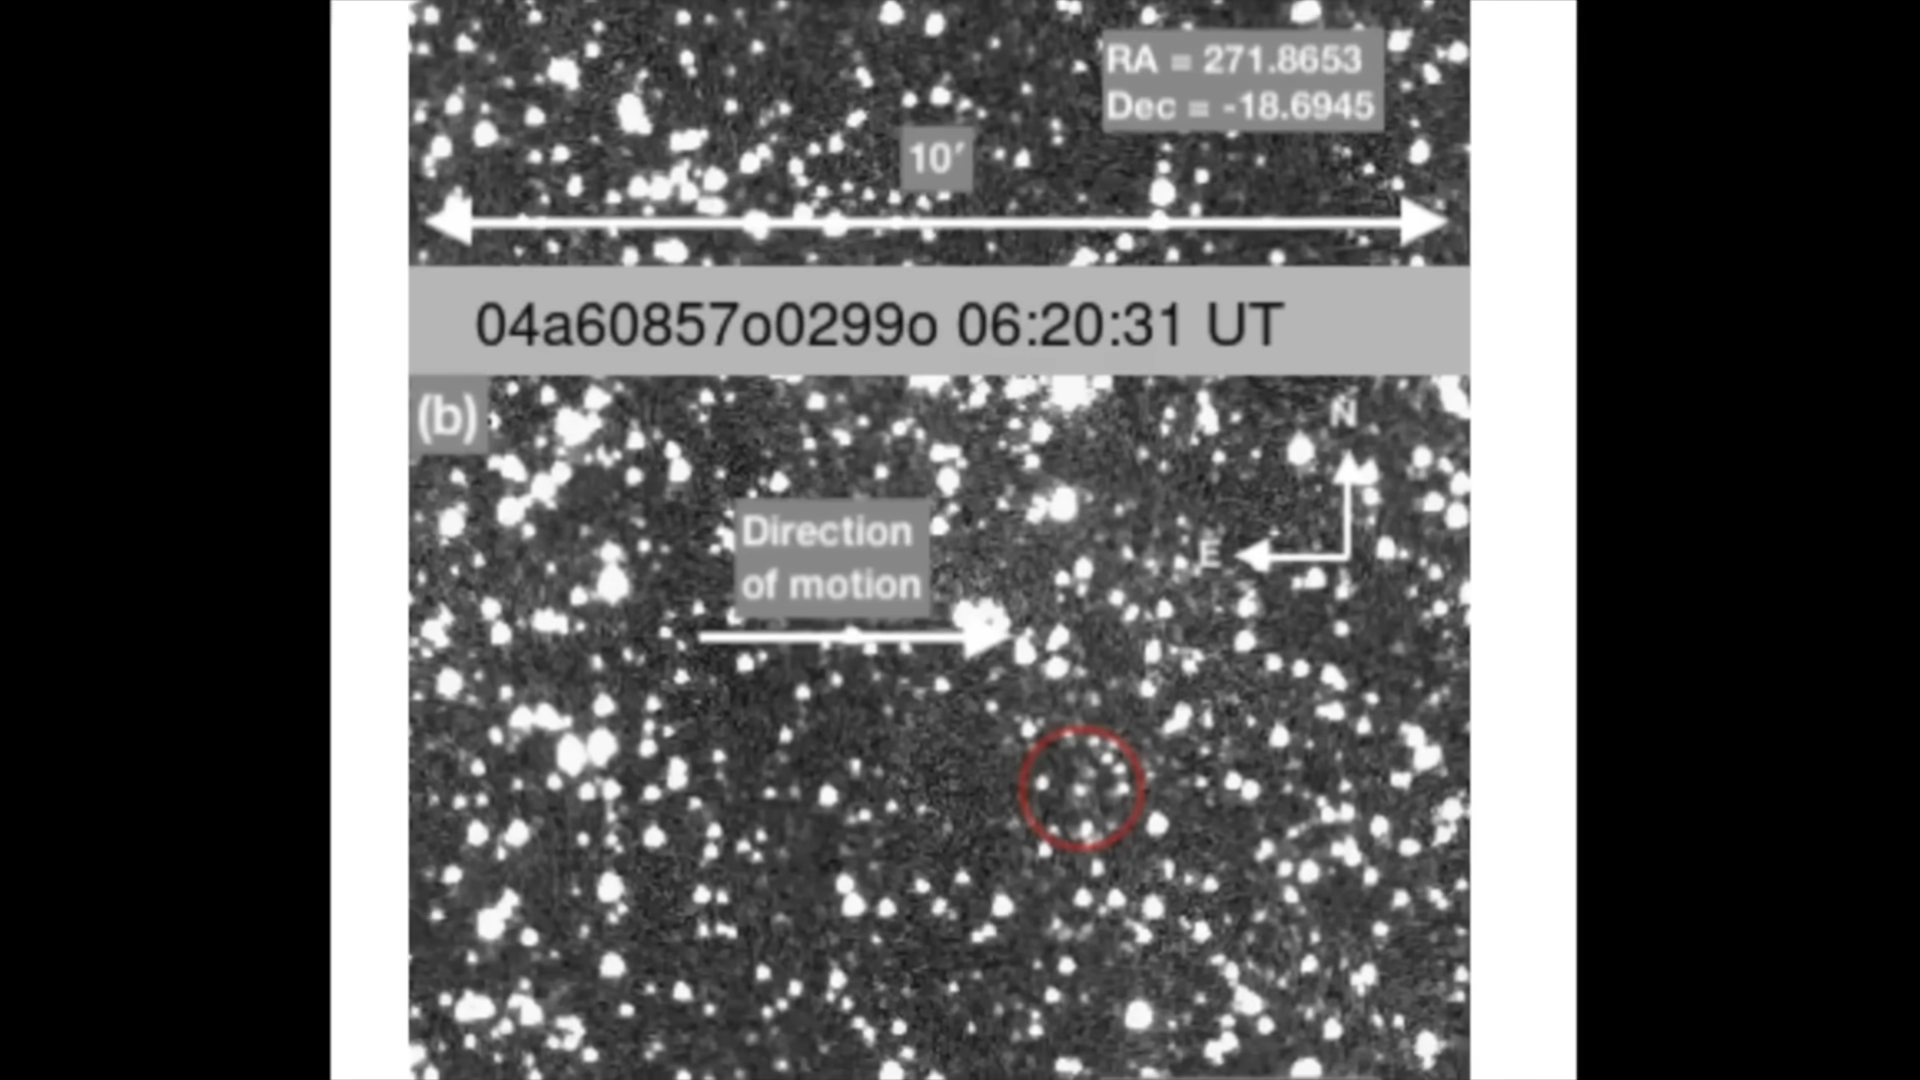 RA = 271.8653
Dec = -18.6945
10′
04a60857o0299o 06:20:31 UT
(b)
N
Direction
of motion
E